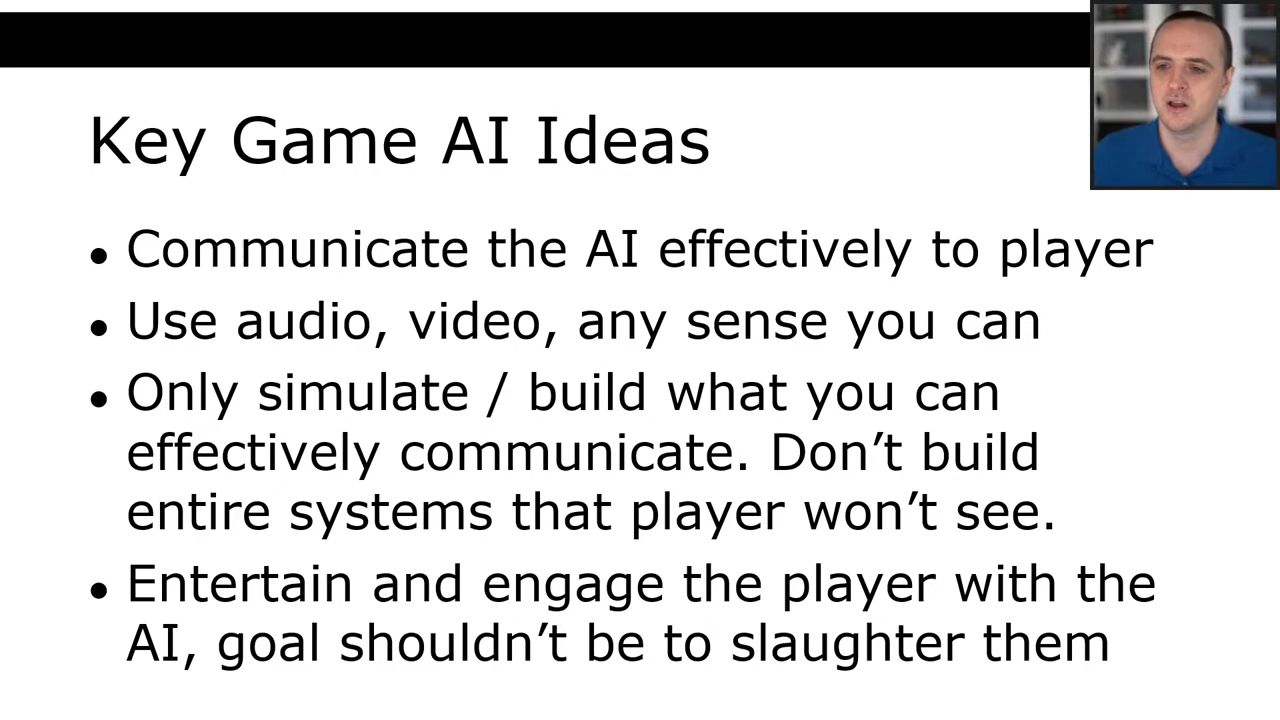 Key Game AI Ideas
• Communicate the AI effectively to player
• Use audio, video, any sense you can
• Only simulate / build what you can
effectively communicate. Don’t build
entire systems that player won’t see.
• Entertain and engage the player with the
AI, goal shouldn’t be to slaughter them